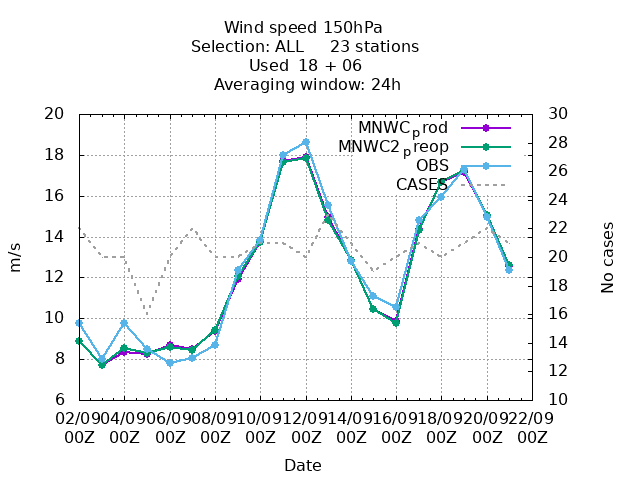 Wind speed 150hPa
Selection: ALL 23 stations
Used 18 + 06
Averaging window: 24h
MNWCprod
MNWC2preop
OBS
CASES
m/s
20
18
16
14
12
10
8
6
No cases
30
28
26
24
22
20
18
16
14
12
10
02/09 04/09 06/09 08/09 10/09 12/09 14/09 16/09 18/09 20/09 22/09
00Z 00Z 00Z 00Z 00Z 00Z 00Z 00Z 00Z 00Z 00Z
Date